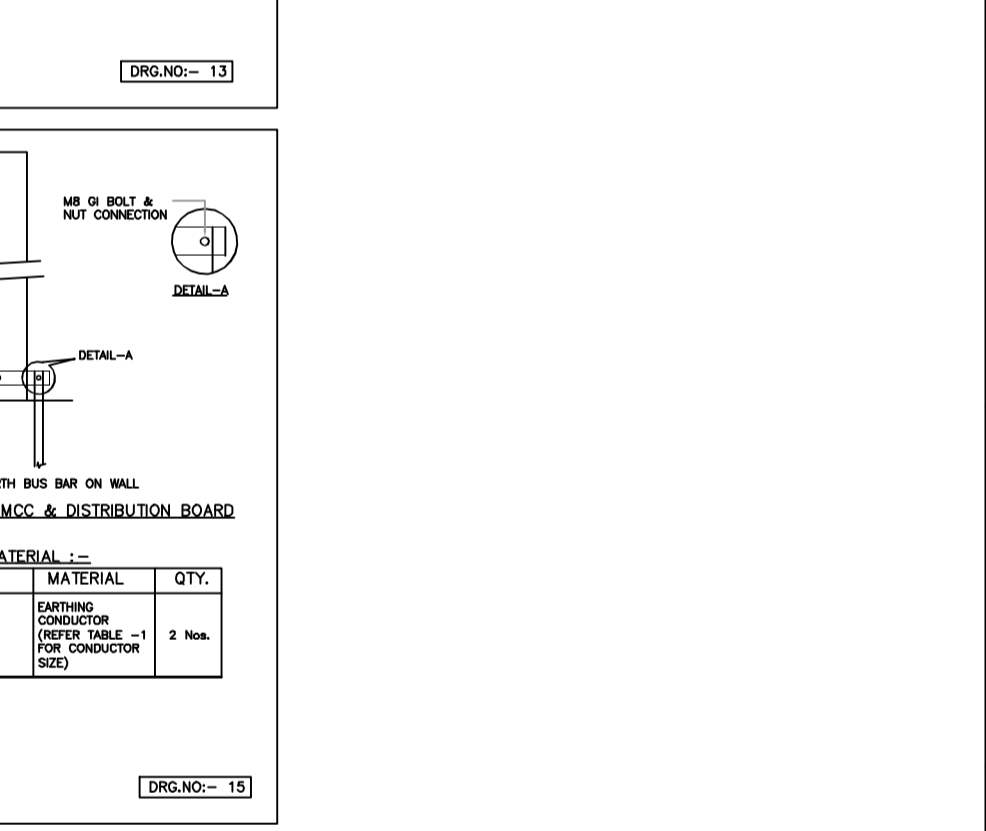 DRG.NO:- 13
M8 GI BOLT &
NUT CONNECTION
DETAIL-A
DETAIL-A
TH BUS BAR ON WALL
MCC & DISTRIBUTION BOARD
ATERIAL :-
MATERIAL QTY.
EARTHING
CONDUCTOR
(REFER TABLE -1
FOR CONDUCTOR
SIZE)
2 Nos.
DRG.NO:- 15